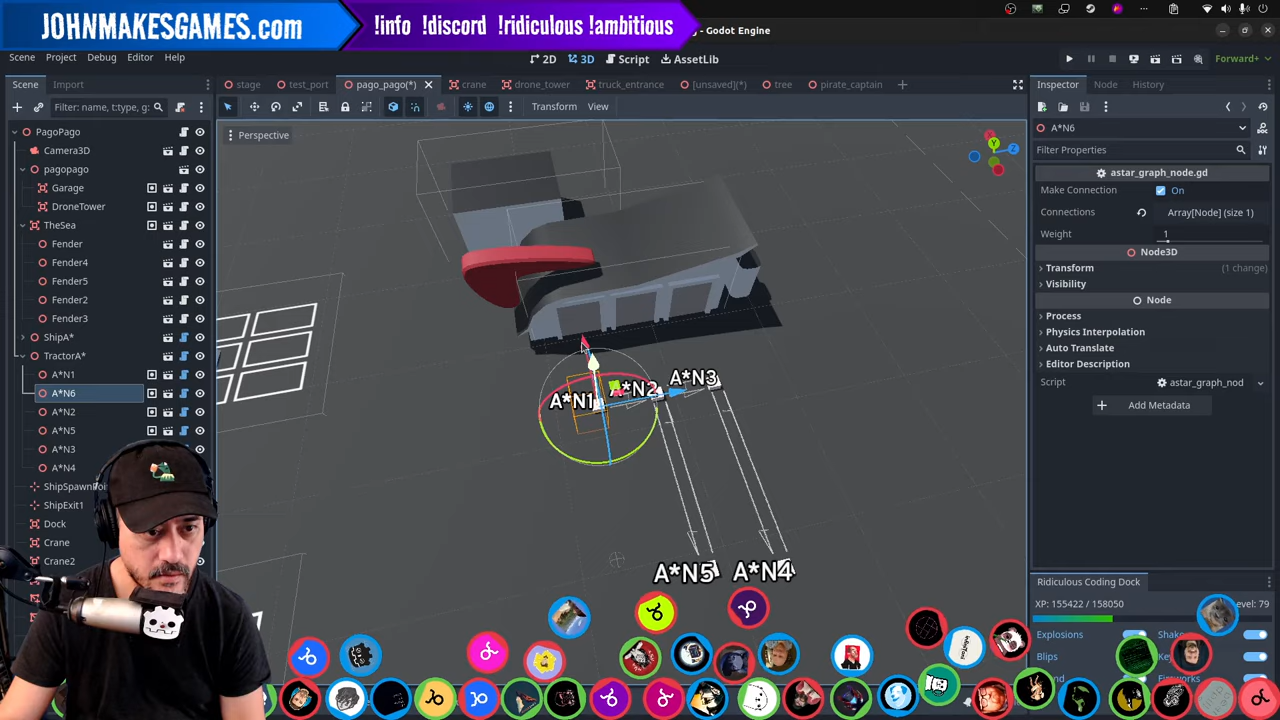 JOHNMAKESGAMES.com
!info !discord !ridiculous !ambitious
Godot Engine
Scene Project Debug Editor Help
2D 3D Script AssetLib
Forward+
Scene Import
stage test_port pago_pago(*) crane drone_tower truck_entrance [unsaved](*) tree pirate_captain
Inspector Node History
Filter: name, t:type, g:
Transform View
PagoPago
Camera3D
pagopago
Garage
DroneTower
TheSea
Fender
Fender4
Fender5
Fender2
Fender3
ShipA*
TractorA*
A*N1
A*N6
A*N2
A*N5
A*N3
A*N4
ShipExit1
Dock
Crane
Crane2
Perspective
A*N1 A*N2 A*N3
A*N5 A*N4
A*N6
Filter Properties
astar_graph_node.gd
Make Connection On
Connections Array[Node] (size 1)
Weight 1
Node3D
Transform (1 change)
Visibility
Node
Process
Physics Interpolation
Auto Translate
Editor Description
Script astar_graph_nod
Add Metadata
Ridiculous Coding Dock
XP: 155422 / 158050
Level: 79
Explosions
Blips